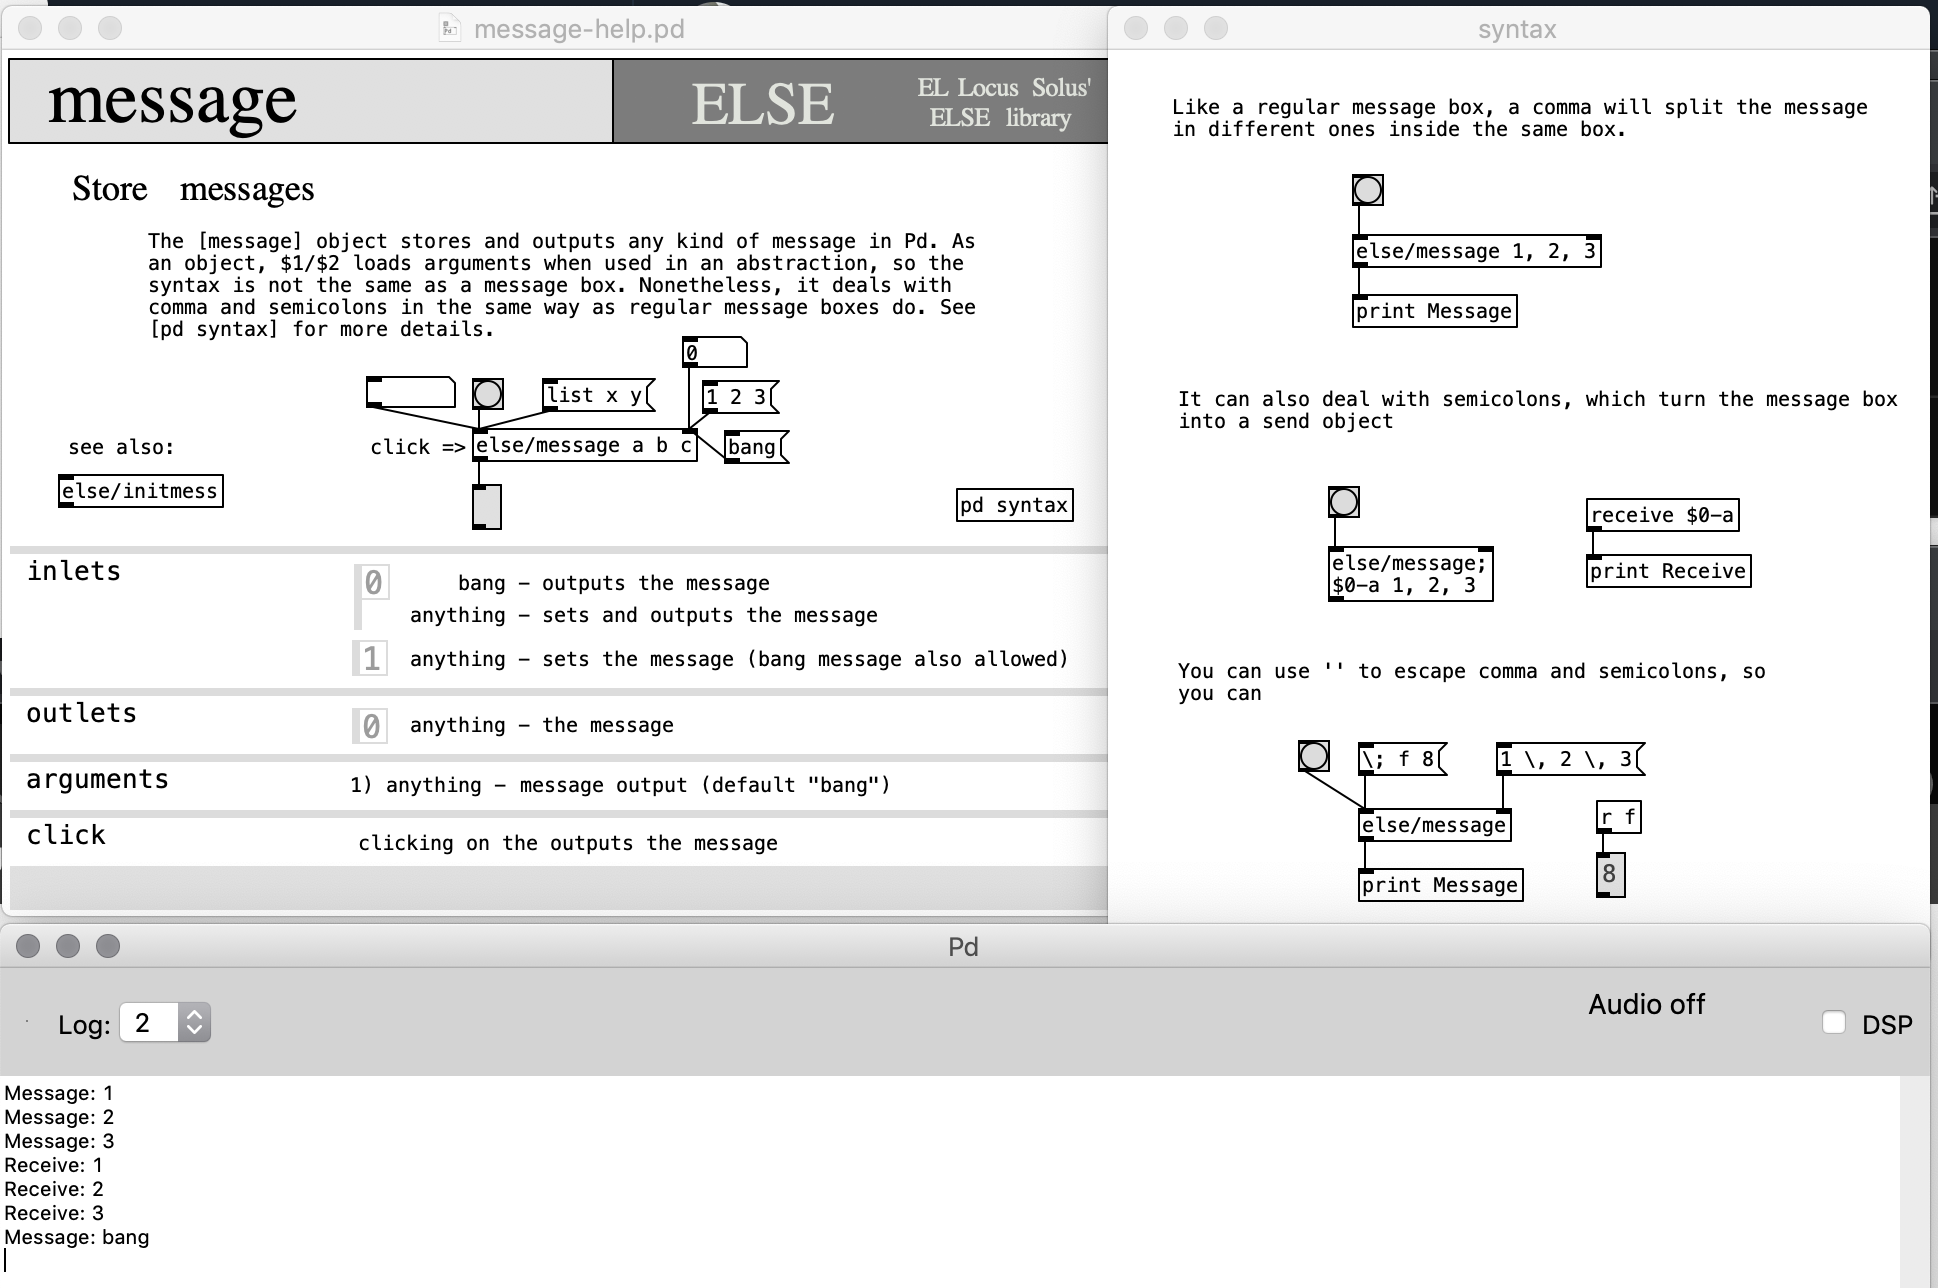 message-help.pd
message
ELSE
EL Locus Solus'
ELSE library
Store messages
The [message] object stores and outputs any kind of message in Pd. As
an object, $1/$2 loads arguments when used in an abstraction, so the
syntax is not the same as a message box. Nonetheless, it deals with
comma and semicolons in the same way as regular message boxes do. See
[pd syntax] for more details.
0
list x y
1 2 3
see also:
click =>
else/message a b c
bang
else/initmess
pd syntax
inlets
0
bang - outputs the message
anything - sets and outputs the message
1
anything - sets the message (bang message also allowed)
outlets
0
anything - the message
arguments
1) anything - message output (default "bang")
click
clicking on the outputs the message
syntax
Like a regular message box, a comma will split the message
in different ones inside the same box.
else/message 1, 2, 3
print Message
It can also deal with semicolons, which turn the message box
into a send object
receive $0-a
else/message;
$0-a 1, 2, 3
print Receive
You can use '' to escape comma and semicolons, so
you can
\; f 8
1 \, 2 \, 3
r f
else/message
8
print Message
Pd
Log: 2
Audio off
DSP
Message: 1
Message: 2
Message: 3
Receive: 1
Receive: 2
Receive: 3
Message: bang